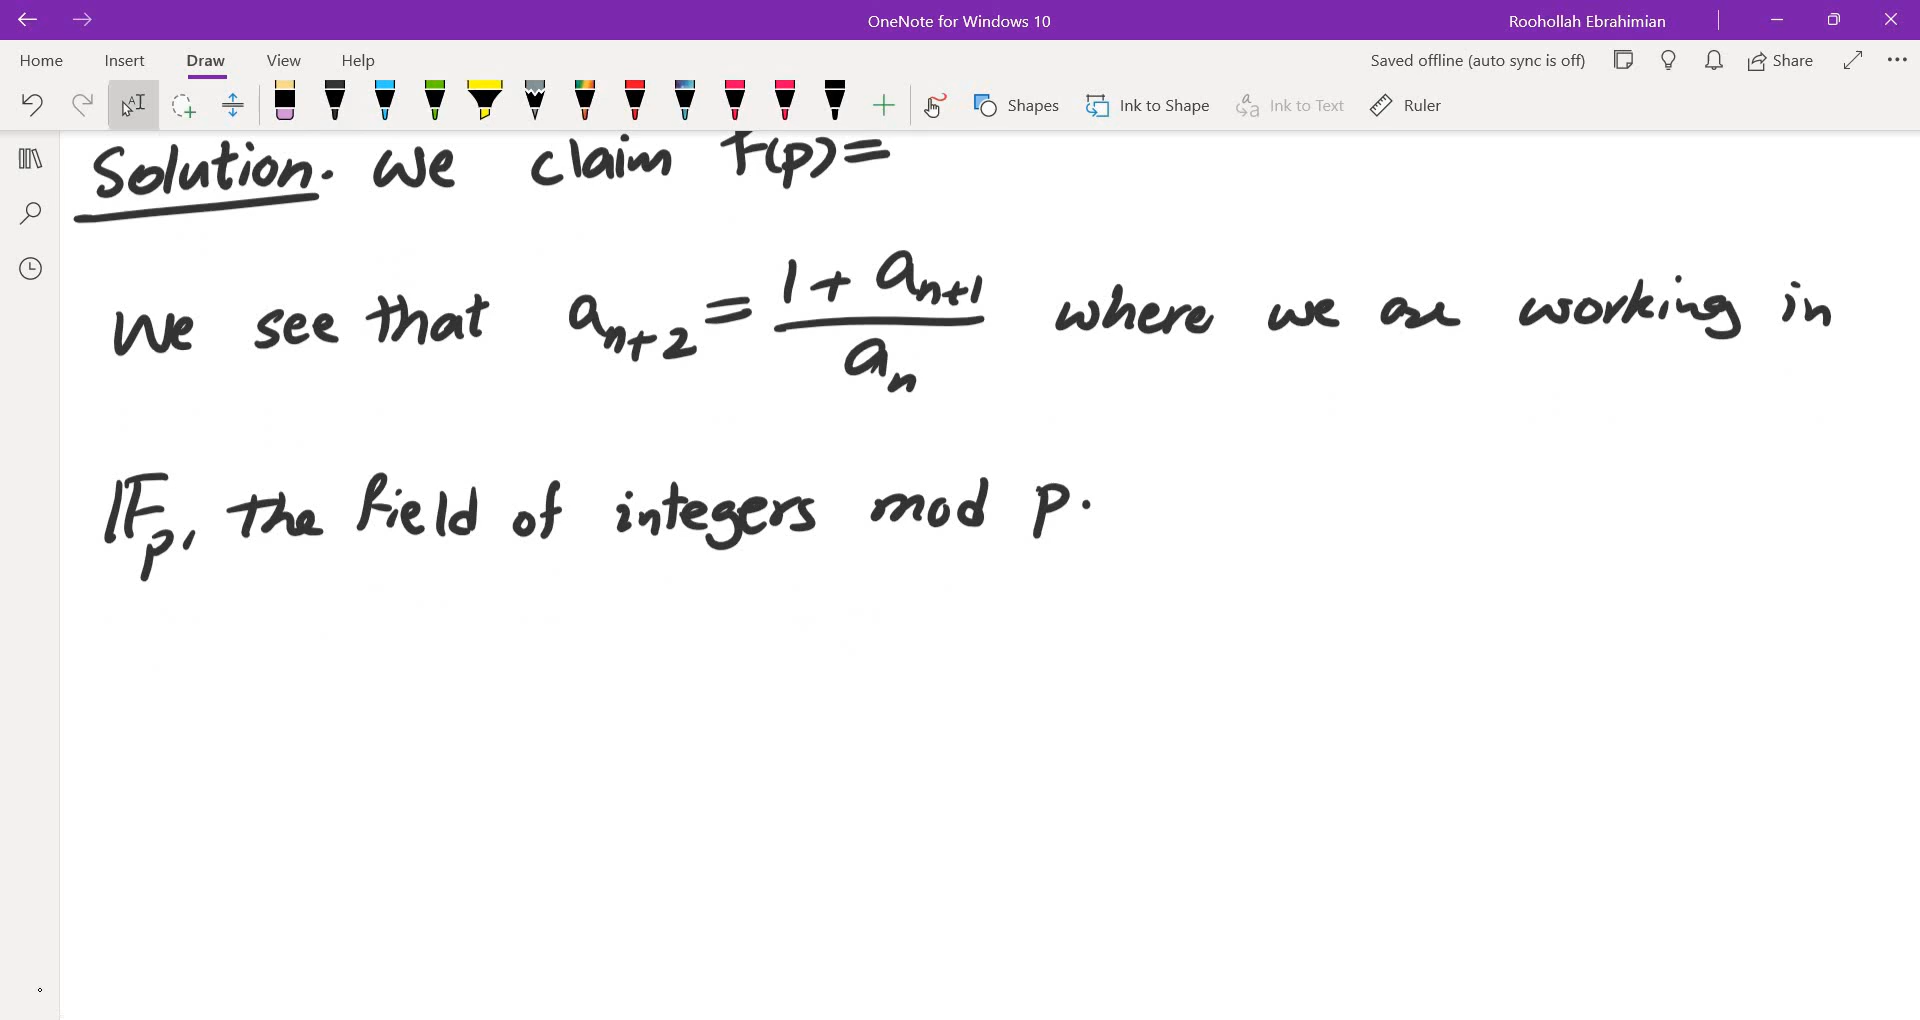 OneNote for Windows 10
Roohollah Ebrahimian
Home Insert Draw View Help
Saved offline (auto sync is off) Share
Shapes Ink to Shape Ink to Text Ruler
Solution. We claim F(p)=
We see that a_{n+2} = \frac{1 + a_{n+1}}{a_n} where we are working in
𝔽_p, the field of integers mod p.